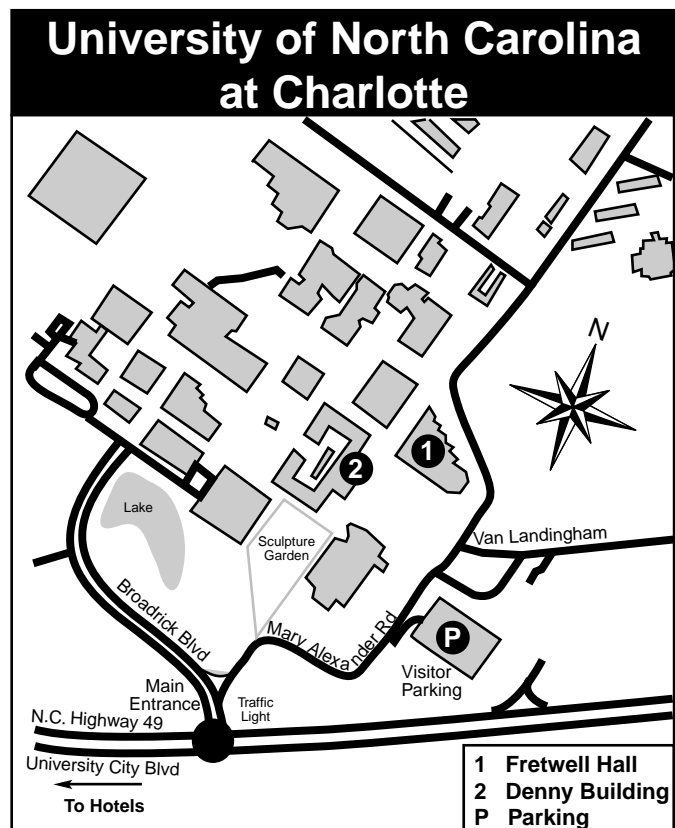 University of North Carolina
at Charlotte
N
1
2
Lake
Sculpture
Garden
Van Landingham
Broadrick Blvd
Mary Alexander Rd
P
Visitor
Parking
Main
Entrance
Traffic
Light
N.C. Highway 49
University City Blvd
To Hotels
1 Fretwell Hall
2 Denny Building
P Parking